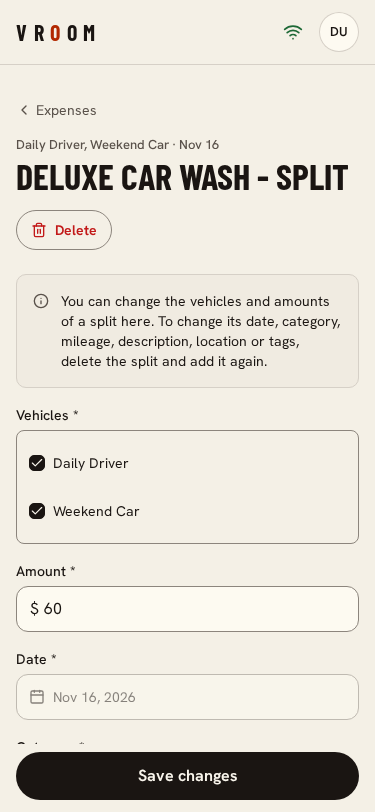 VROOM
DU
Expenses
Daily Driver, Weekend Car · Nov 16
DELUXE CAR WASH - SPLIT
Delete
You can change the vehicles and amounts
of a split here. To change its date, category,
mileage, description, location or tags,
delete the split and add it again.
Vehicles *
Daily Driver
Weekend Car
Amount *
$ 60
Date *
Nov 16, 2026
Save changes